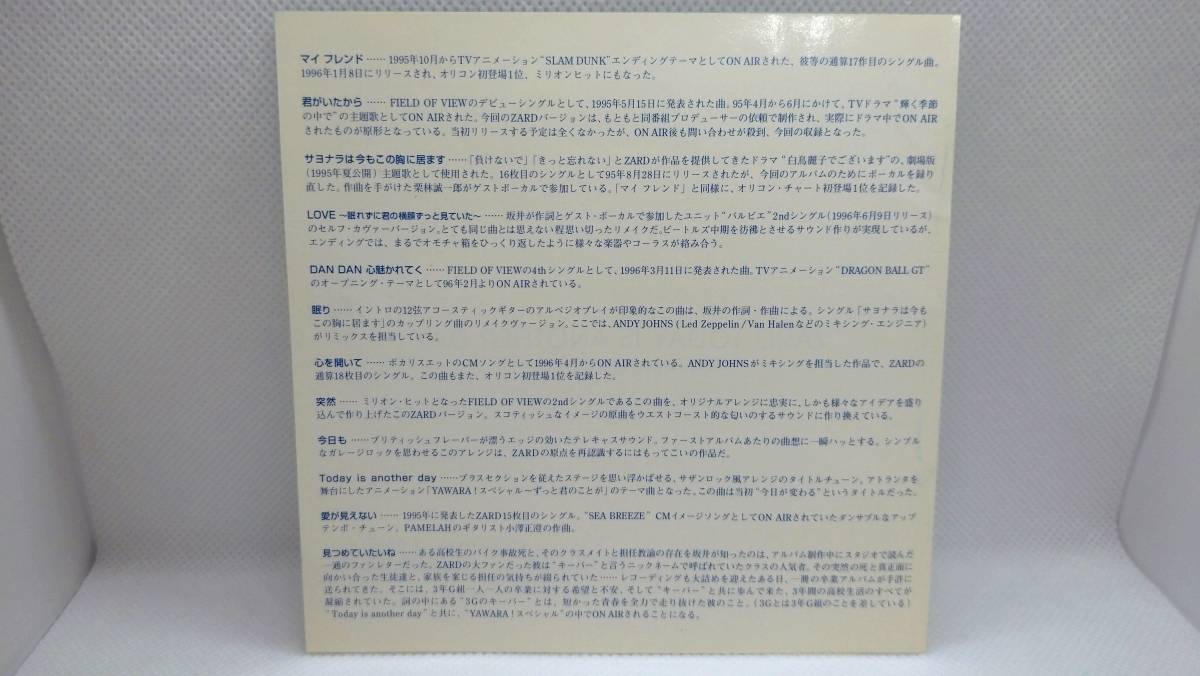 マイ フレンド …… 1995年10月からTVアニメーション“SLAM DUNK”エンディングテーマとしてON AIRされた、彼等の通算17作目のシングル曲。
1996年1月8日にリリースされ、オリコン初登場1位、ミリオンヒットにもなった。
君がいたから …… FIELD OF VIEWのデビューシングルとして、1995年5月15日に発表された曲。95年4月から6月にかけて、TVドラマ“輝く季節
の中で”の主題歌としてON AIRされた。今回のZARDバージョンは、もともと同番組プロデューサーの依頼で制作され、実際にドラマ中でON AIR
されたものが原形となっている。当初リリースする予定は全くなかったが、ON AIR後も問い合わせが殺到、今回の収録となった。
サヨナラは今もこの胸に居ます ……「負けないで」「きっと忘れない」とZARDが作品を提供してきたドラマ“白鳥麗子でございます”の、劇場版
(1995年夏公開)主題歌として使用された。16枚目のシングルとして95年8月28日にリリースされたが、今回のアルバムのためにボーカルを録り
直した。作曲を手がけた栗林誠一郎がゲストボーカルで参加している。「マイ フレンド」と同様に、オリコン・チャート初登場1位を記録した。
LOVE ～眠れずに君の横顔ずっと見ていた～ …… 坂井が作詞とゲスト・ボーカルで参加したユニット“バルビエ”2ndシングル(1996年6月9日リリース)
のセルフ・カヴァーバージョン。とても同じ曲とは思えない程思い切ったリメイクだ。ビートルズ中期を彷彿とさせるサウンド作りが実現しているが、
エンディングでは、まるでオモチャ箱をひっくり返したように様々な楽器やコーラスが絡み合う。
DAN DAN 心魅かれてく …… FIELD OF VIEWの4thシングルとして、1996年3月11日に発表された曲。TVアニメーション“DRAGON BALL GT”
のオープニング・テーマとして96年2月よりON AIRされている。
眠り …… イントロの12弦アコースティックギターのアルペジオプレイが印象的なこの曲は、坂井の作詞・作曲による。シングル「サヨナラは今も
この胸に居ます」のカップリング曲のリメイクヴァージョン。ここでは、ANDY JOHNS (Led Zeppelin/Van Halenなどのミキシング・エンジニア)
がリミックスを担当している。
心を開いて …… ポカリスエットのCMソングとして1996年4月からON AIRされている。ANDY JOHNSがミキシングを担当した作品で、ZARDの
通算18枚目のシングル。この曲もまた、オリコン初登場1位を記録した。
突然 …… ミリオン・ヒットとなったFIELD OF VIEWの2ndシングルであるこの曲を、オリジナルアレンジに忠実に、しかも様々なアイデアを盛り
込んで作り上げたこのZARDバージョン。スコティッシュなイメージの原曲をウエストコースト的な匂いのするサウンドに作り換えている。
今日も …… ブリティッシュフレーバーが漂うエッジの効いたテレキャスサウンド。ファーストアルバムあたりの曲想に一瞬ハッとする。シンプル
なガレージロックを思わせるこのアレンジは、ZARDの原点を再認識するにはもってこいの作品だ。
Today is another day …… ブラスセクションを従えたステージを思い浮かばせる、サザンロック風アレンジのタイトルチューン。アトランタを
舞台にしたアニメーション「YAWARA！スペシャル～ずっと君のことが」のテーマ曲となった。この曲は当初“今日が変わる”というタイトルだった。
愛が見えない …… 1995年に発表したZARD15枚目のシングル。“SEA BREEZE” CMイメージソングとしてON AIRされていたダンサブルなアップ
テンポ・チューン。PAMELAHのギタリスト小澤正澄の作曲。
見つめていたいね …… ある高校生のバイク事故死と、そのクラスメイトと担任教諭の存在を坂井が知ったのは、アルバム制作中にスタジオで読んだ
一通のファンレターだった。ZARDの大ファンだった彼は“キーパー”と言うニックネームで呼ばれていたクラスの人気者。その突然の死と真正面に
向かい合った生徒達と、家族を案じる担任の気持ちが綴られていた …… レコーディングも大詰めを迎えたある日、一冊の卒業アルバムが手許に
送られてきた。そこには、3年G組一人一人の卒業に対する希望と不安、そして“キーパー”と共に歩んで来た、3年間の高校生活のすべてが
凝縮されていた。詞の中にある“3Gのキーパー”とは、短かった青春を全力で走り抜けた彼のこと。(3Gとは3年G組のことを差している)
“Today is another day”と共に、“YAWARA！スペシャル”の中でON AIRされることになる。